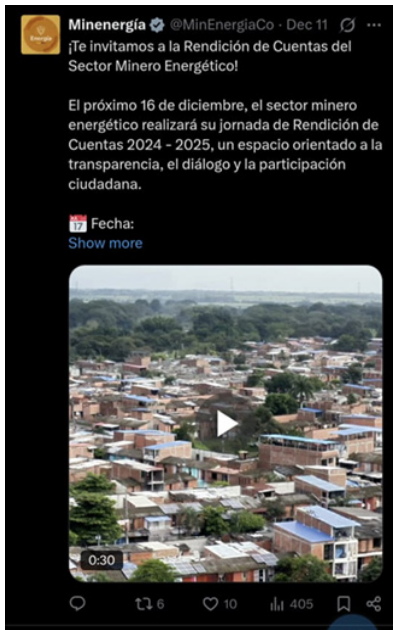 Minenergía @MinEnergiaCo · Dec 11
Energía
¡Te invitamos a la Rendición de Cuentas del
Sector Minero Energético!
El próximo 16 de diciembre, el sector minero
energético realizará su jornada de Rendición de
Cuentas 2024 - 2025, un espacio orientado a la
transparencia, el diálogo y la participación
ciudadana.
📅 Fecha:
Show more
0:30
6 10 405